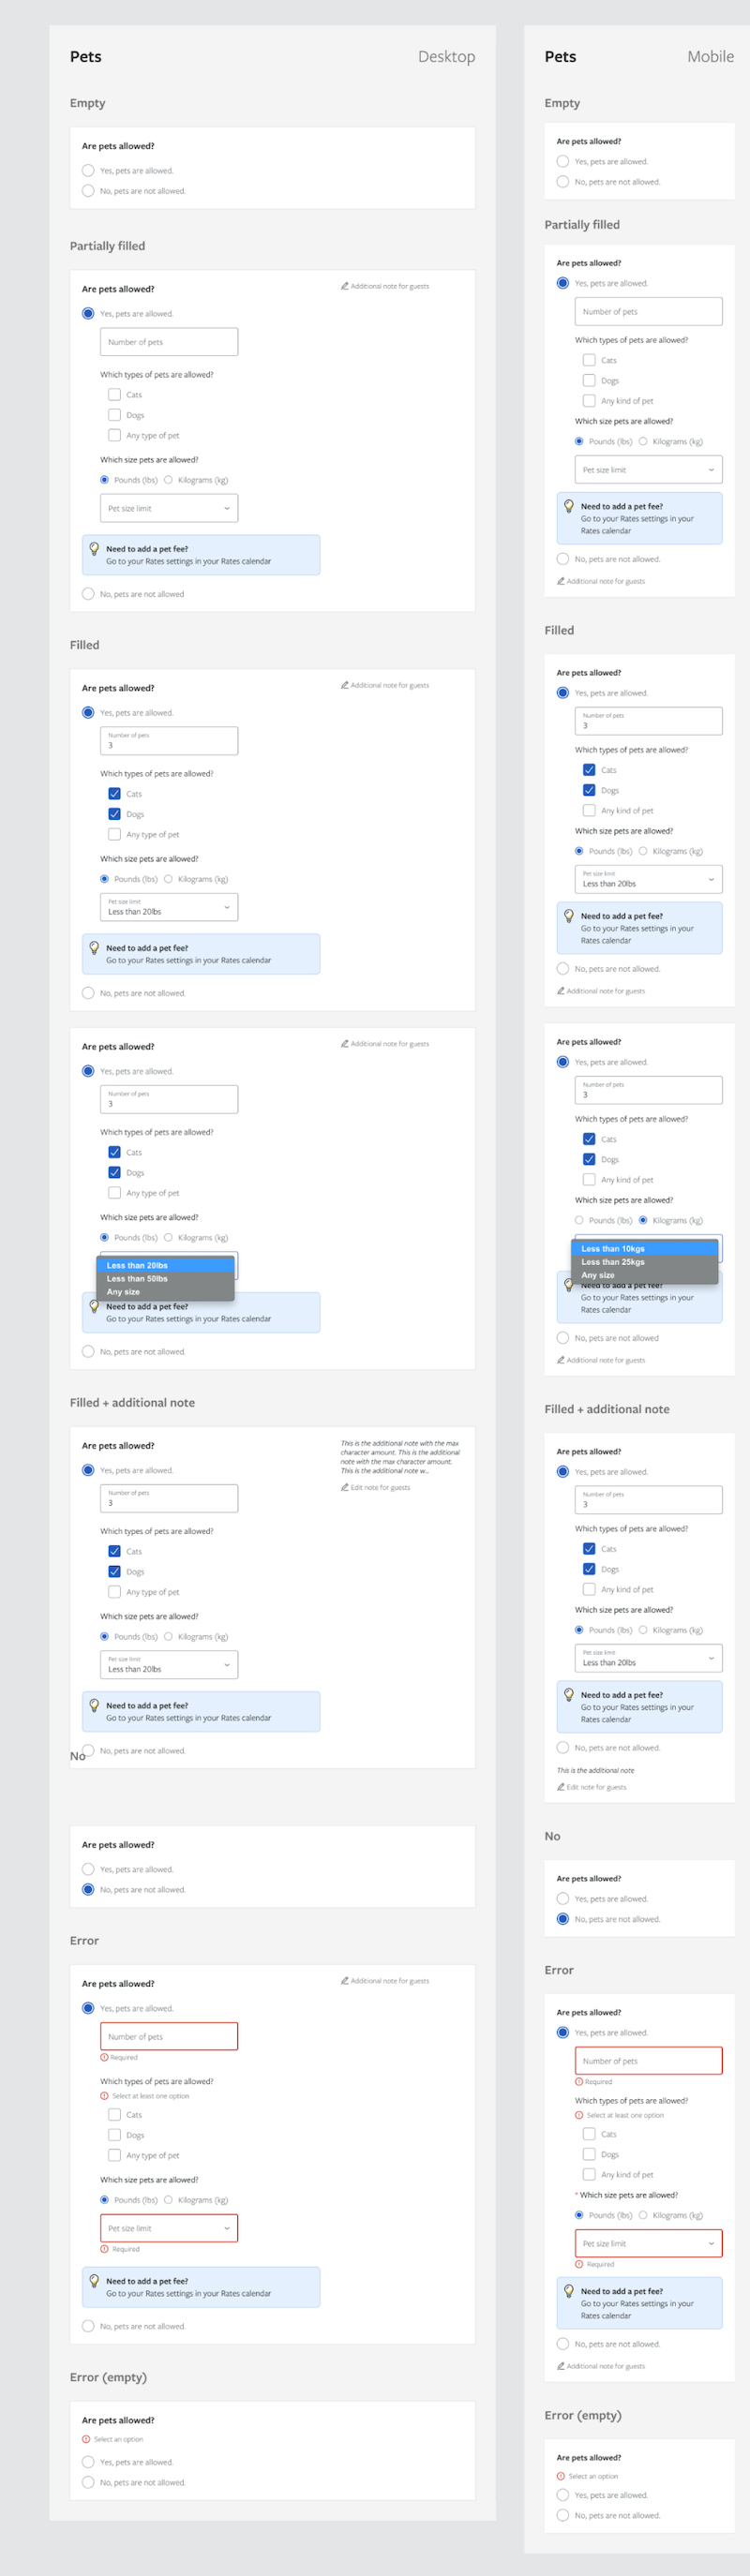 Pets
Desktop
Empty
Are pets allowed?
Yes, pets are allowed.
No, pets are not allowed.
Partially filled
Are pets allowed?
Additional note for guests
Yes, pets are allowed.
Number of pets
Which types of pets are allowed?
Cats
Dogs
Any type of pet
Which size pets are allowed?
Pounds (lbs) Kilograms (kg)
Pet size limit
Need to add a pet fee?
Go to your Rates settings in your Rates calendar
No, pets are not allowed
Filled
Are pets allowed?
Additional note for guests
Yes, pets are allowed.
Number of pets
3
Which types of pets are allowed?
Cats
Dogs
Any type of pet
Which size pets are allowed?
Pounds (lbs) Kilograms (kg)
Pet size limit
Less than 20lbs
Need to add a pet fee?
Go to your Rates settings in your Rates calendar
No, pets are not allowed.
Are pets allowed?
Additional note for guests
Yes, pets are allowed.
Number of pets
3
Which types of pets are allowed?
Cats
Dogs
Any type of pet
Which size pets are allowed?
Pounds (lbs) Kilograms (kg)
Less than 20lbs
Less than 50lbs
Any size
Need to add a pet fee?
Go to your Rates settings in your Rates calendar
No, pets are not allowed.
Filled + additional note
Are pets allowed?
This is the additional note with the max
character amount. This is the additional
note with the max character amount.
This is the additional note w...
Edit note for guests
Yes, pets are allowed.
Number of pets
3
Which types of pets are allowed?
Cats
Dogs
Any type of pet
Which size pets are allowed?
Pounds (lbs) Kilograms (kg)
Pet size limit
Less than 20lbs
Need to add a pet fee?
Go to your Rates settings in your Rates calendar
No, pets are not allowed.
No
Are pets allowed?
Yes, pets are allowed.
No, pets are not allowed.
Error
Are pets allowed?
Additional note for guests
Yes, pets are allowed.
Number of pets
Required
Which types of pets are allowed?
Select at least one option
Cats
Dogs
Any type of pet
Which size pets are allowed?
Pounds (lbs) Kilograms (kg)
Pet size limit
Required
Need to add a pet fee?
Go to your Rates settings in your Rates calendar
No, pets are not allowed.
Error (empty)
Are pets allowed?
Select an option
Yes, pets are allowed.
No, pets are not allowed.
Pets
Mobile
Empty
Are pets allowed?
Yes, pets are allowed.
No, pets are not allowed.
Partially filled
Are pets allowed?
Yes, pets are allowed.
Number of pets
Which types of pets are allowed?
Cats
Dogs
Any kind of pet
Which size pets are allowed?
Pounds (lbs) Kilograms (kg)
Pet size limit
Need to add a pet fee?
Go to your Rates settings in your
Rates calendar
No, pets are not allowed.
Additional note for guests
Filled
Are pets allowed?
Yes, pets are allowed.
Number of pets
3
Which types of pets are allowed?
Cats
Dogs
Any kind of pet
Which size pets are allowed?
Pounds (lbs) Kilograms (kg)
Pet size limit
Less than 20lbs
Need to add a pet fee?
Go to your Rates settings in your
Rates calendar
No, pets are not allowed.
Additional note for guests
Are pets allowed?
Yes, pets are allowed.
Number of pets
3
Which types of pets are allowed?
Cats
Dogs
Any kind of pet
Which size pets are allowed?
Pounds (lbs) Kilograms (kg)
Less than 10kgs
Less than 25kgs
Any size
Need to add a pet fee?
Go to your Rates settings in your
Rates calendar
No, pets are not allowed
Additional note for guests
Filled + additional note
Are pets allowed?
Yes, pets are allowed.
Number of pets
3
Which types of pets are allowed?
Cats
Dogs
Any kind of pet
Which size pets are allowed?
Pounds (lbs) Kilograms (kg)
Pet size limit
Less than 20lbs
Need to add a pet fee?
Go to your Rates settings in your
Rates calendar
No, pets are not allowed.
This is the additional note
Edit note for guests
No
Are pets allowed?
Yes, pets are allowed.
No, pets are not allowed.
Error
Are pets allowed?
Yes, pets are allowed.
Number of pets
Required
Which types of pets are allowed?
Select at least one option
Cats
Dogs
Any kind of pet
* Which size pets are allowed?
Pounds (lbs) Kilograms (kg)
Pet size limit
Required
Need to add a pet fee?
Go to your Rates settings in your
Rates calendar
No, pets are not allowed.
Additional note for guests
Error (empty)
Are pets allowed?
Select an option
Yes, pets are allowed.
No, pets are not allowed.